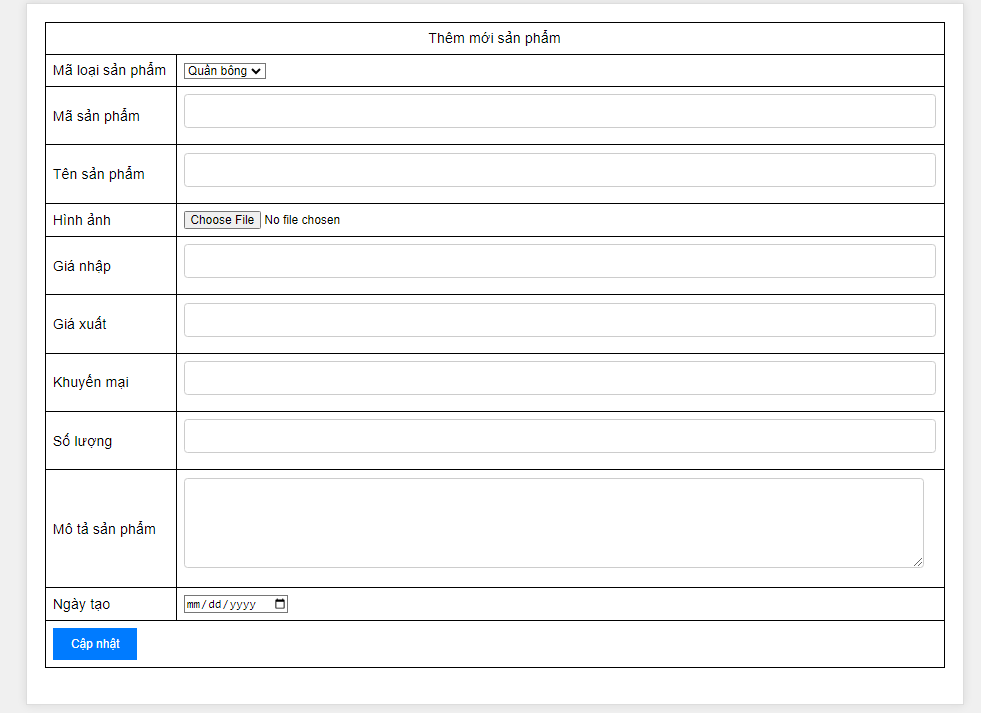 Thêm mới sản phẩm
Mã loại sản phẩm Quần bông
Mã sản phẩm
Tên sản phẩm
Hình ảnh Choose File No file chosen
Giá nhập
Giá xuất
Khuyến mại
Số lượng
Mô tả sản phẩm
Ngày tạo mm/dd/yyyy
Cập nhật